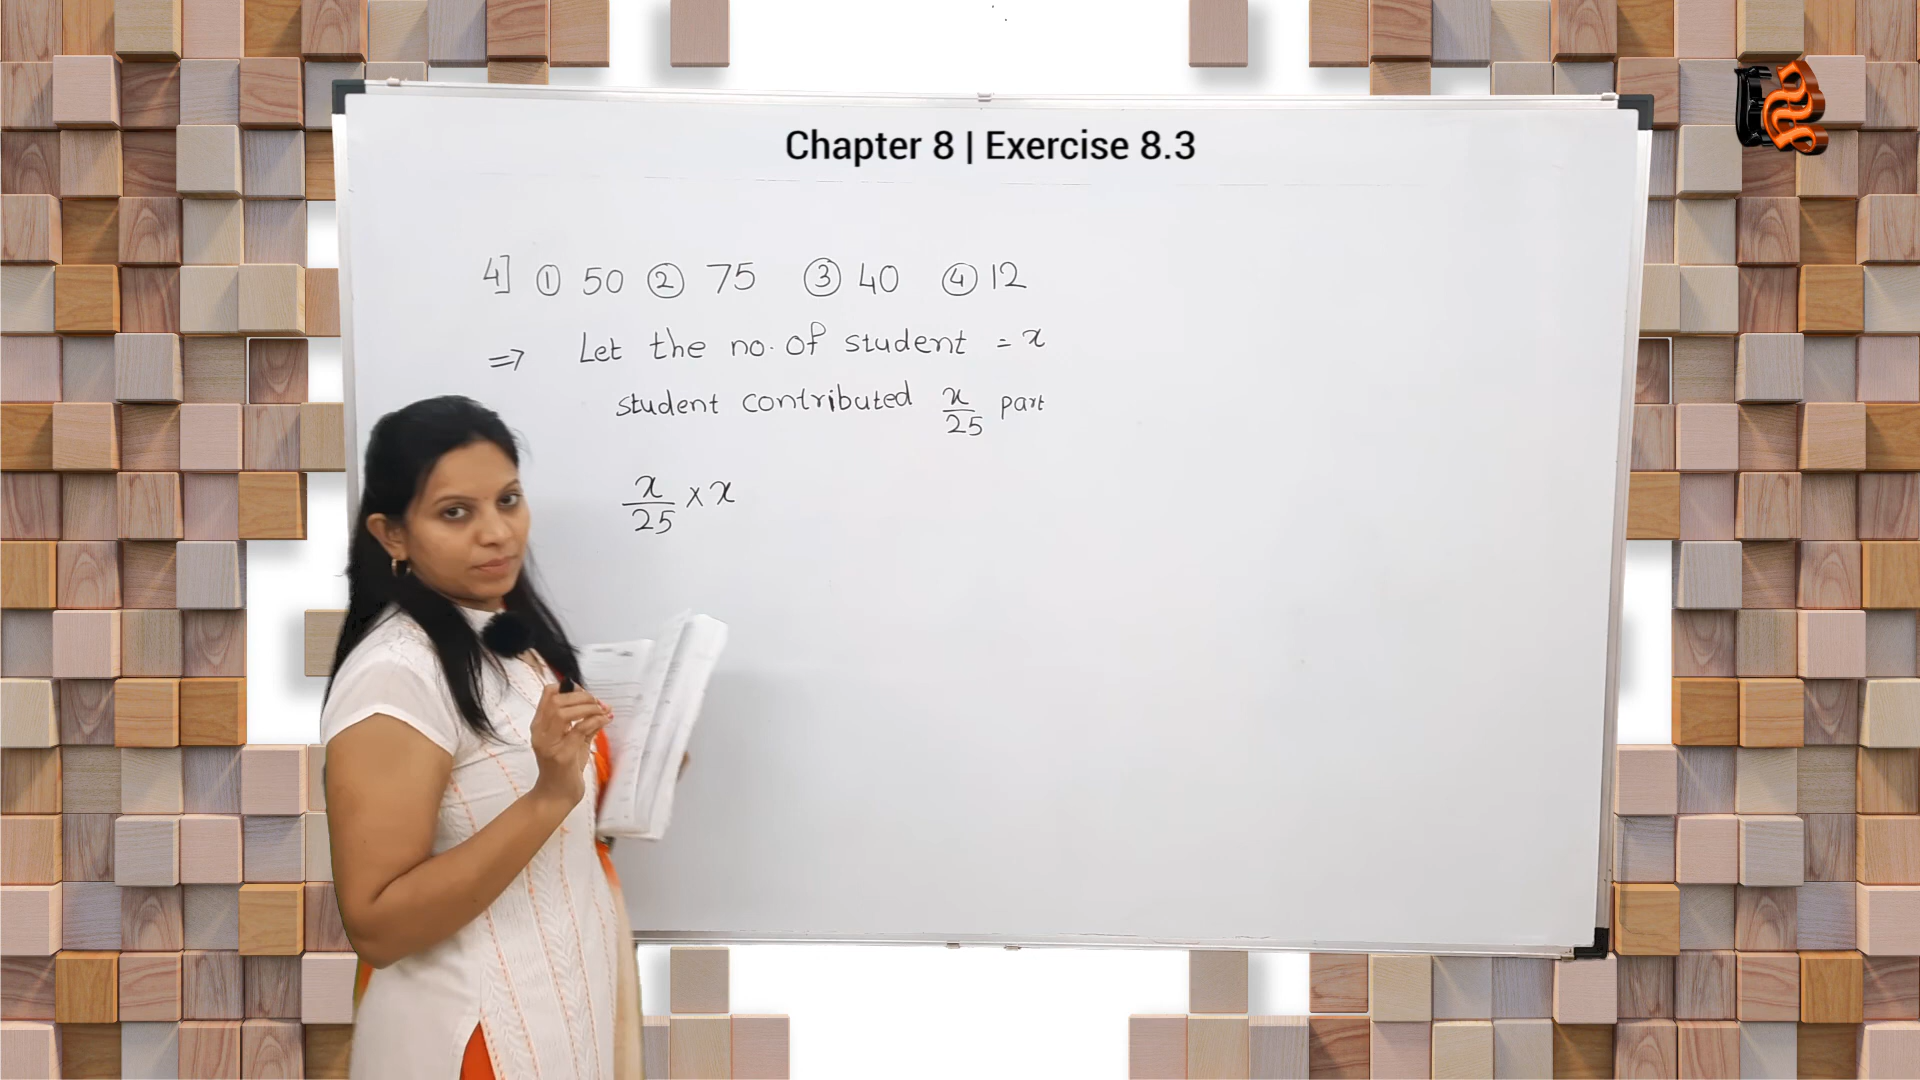 Chapter 8 | Exercise 8.3
4] ① 50 ② 75 ③ 40 ④ 12
⇒ Let the no. of student = x
student contributed x/25 part
x/25 × x